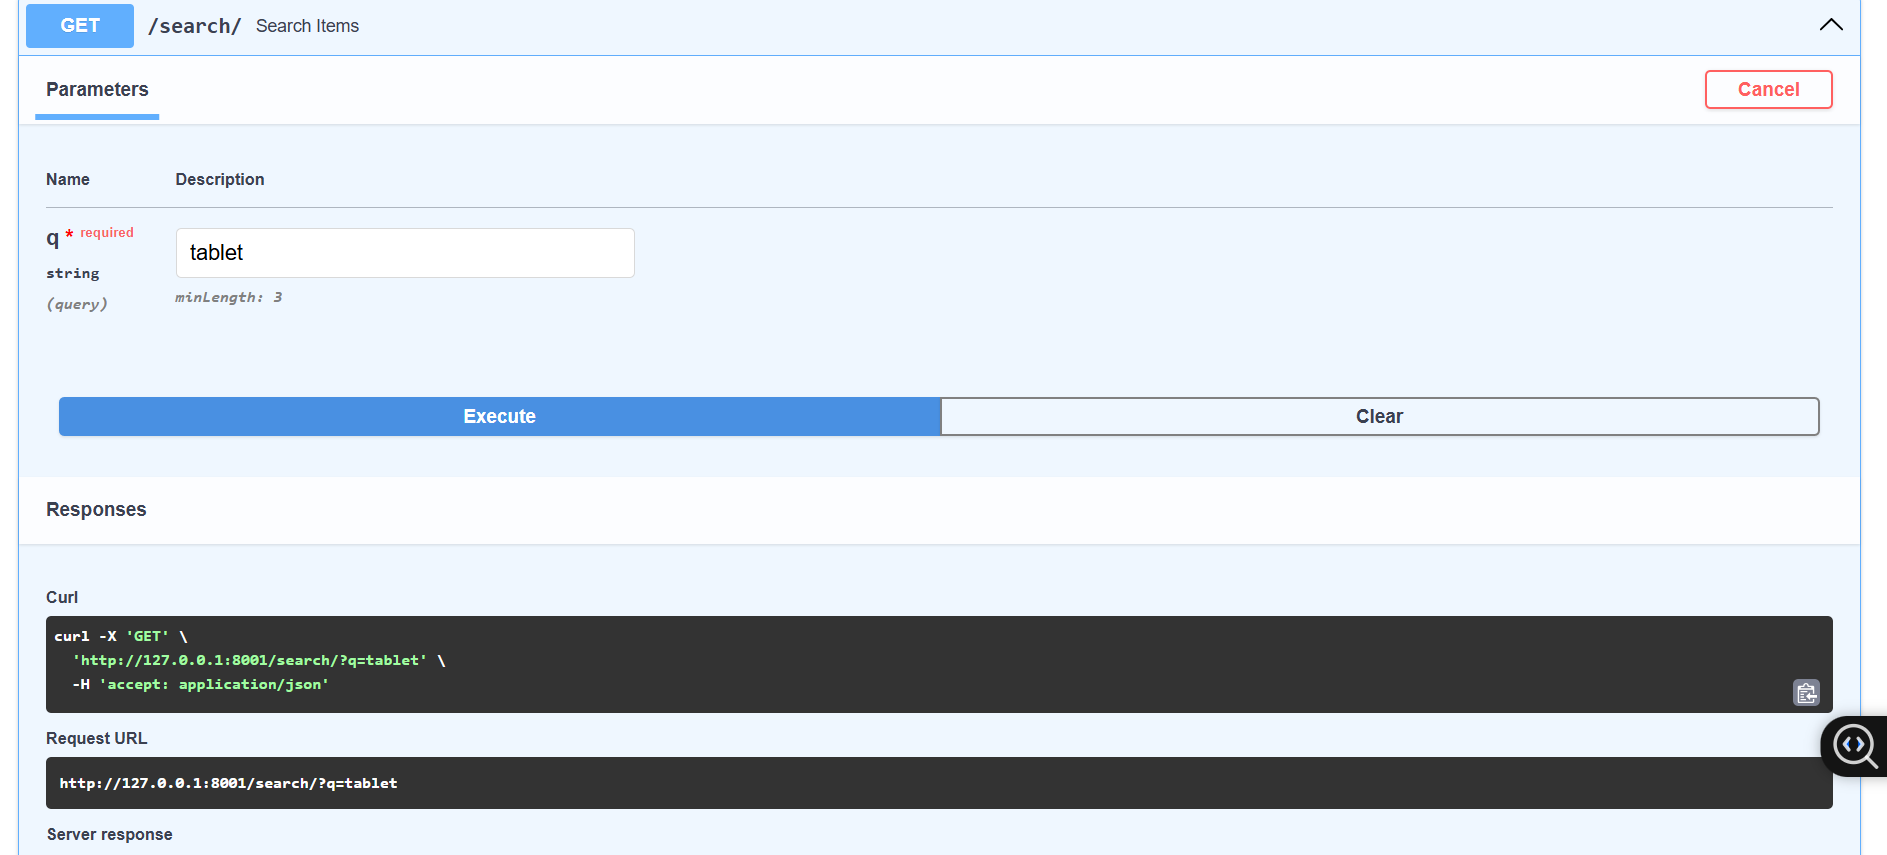 GET /search/ Search Items
Parameters
Cancel
Name Description
q * required
tablet
string
minLength: 3
(query)
Execute
Clear
Responses
Curl
curl -X 'GET' \
'http://127.0.0.1:8001/search/?q=tablet' \
-H 'accept: application/json'
Request URL
http://127.0.0.1:8001/search/?q=tablet
Server response